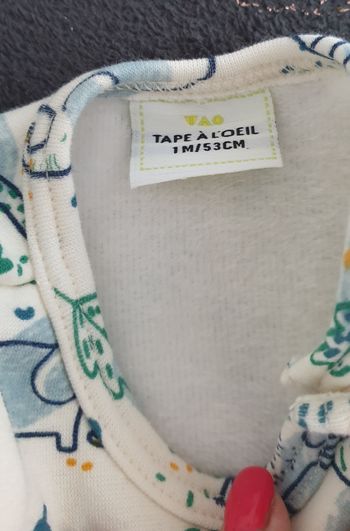 TAO
TAPE À L'OEIL
1M/53CM.